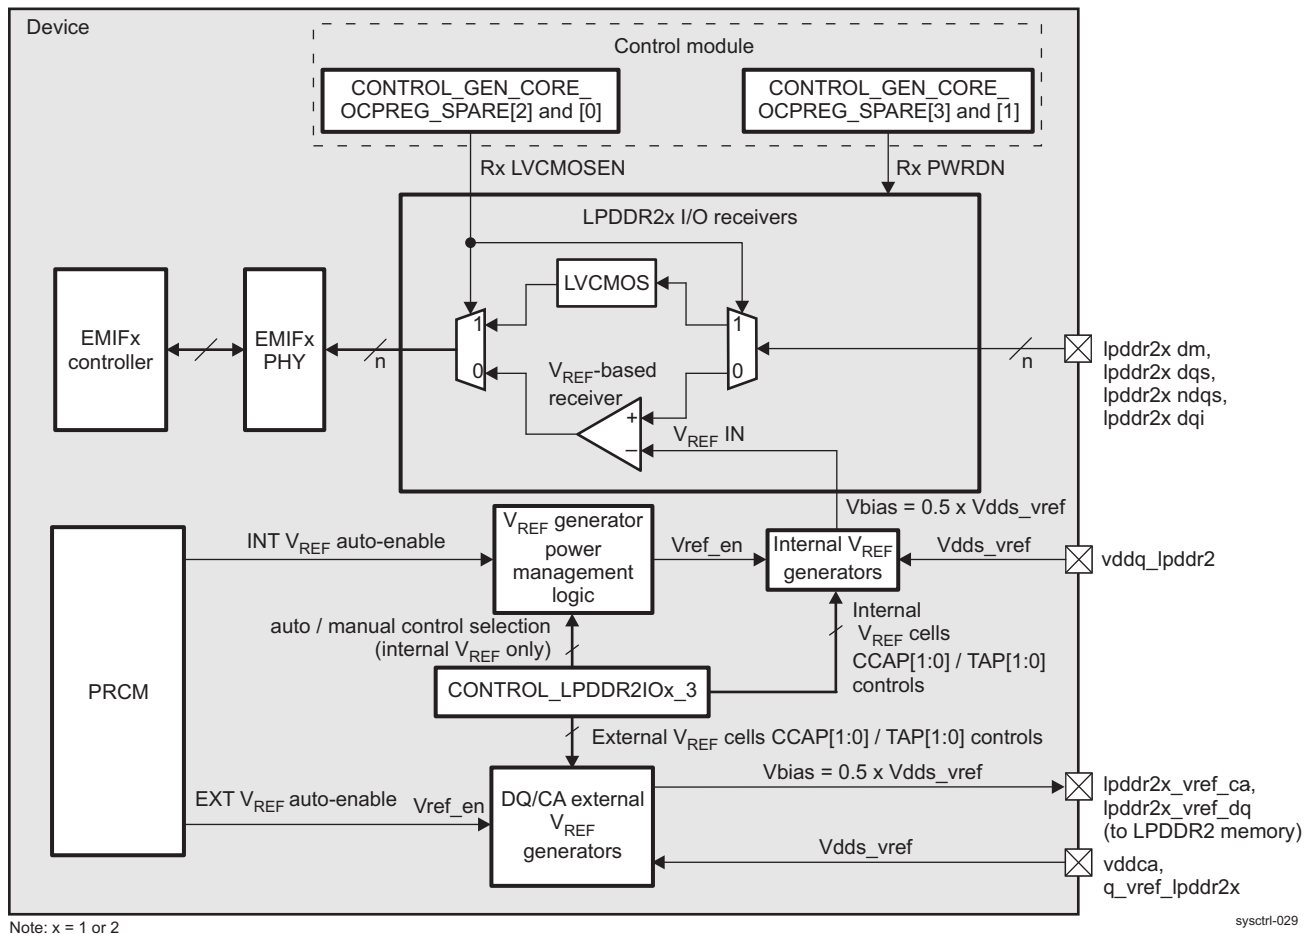 Device
Control module
CONTROL_GEN_CORE_
OCPREG_SPARE[2] and [0]
CONTROL_GEN_CORE_
OCPREG_SPARE[3] and [1]
Rx LVCMOSEN
Rx PWRDN
LPDDR2x I/O receivers
LVCMOS
1
0
1
0
EMIFx
controller
EMIFx
PHY
n
n
VREF-based
receiver
+
–
VREF IN
lpddr2x dm,
lpddr2x dqs,
lpddr2x ndqs,
lpddr2x dqi
Vbias = 0.5 x Vdds_vref
PRCM
INT VREF auto-enable
VREF generator
power
management
logic
Vref_en
Internal VREF
generators
Vdds_vref
vddq_lpddr2
auto / manual control selection
(internal VREF only)
Internal
VREF cells
CCAP[1:0] / TAP[1:0]
controls
CONTROL_LPDDR2IOx_3
External VREF cells CCAP[1:0] / TAP[1:0] controls
EXT VREF auto-enable
Vref_en
DQ/CA external
VREF
generators
Vbias = 0.5 x Vdds_vref
lpddr2x_vref_ca,
lpddr2x_vref_dq
(to LPDDR2 memory)
Vdds_vref
vddca,
q_vref_lpddr2x
Note: x = 1 or 2
sysctrl-029